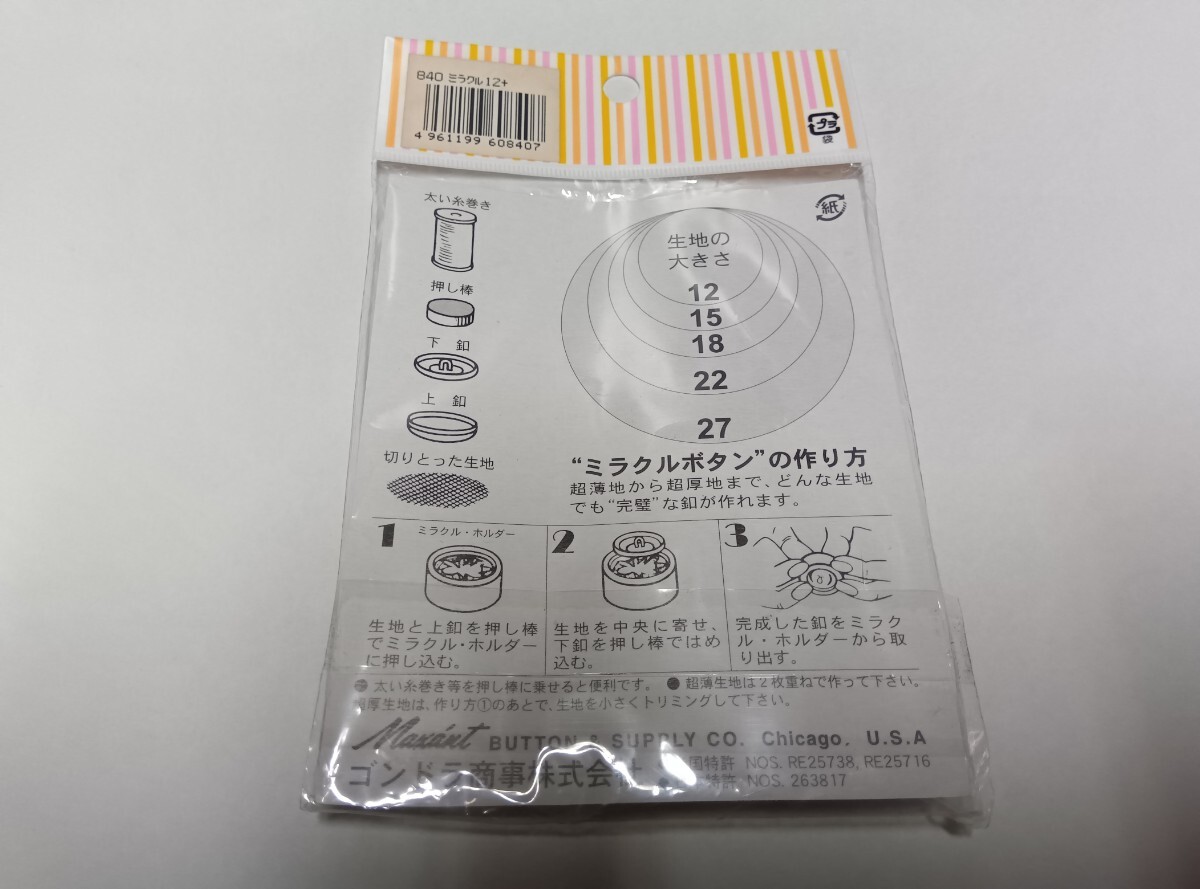 840 ミラクル12+
4 961199 608407
プラ
袋
紙
太い糸巻き
押し棒
下 釦
上 釦
切りとった生地
生地の
大きさ
12
15
18
22
27
“ミラクルボタン”の作り方
超薄地から超厚地まで、どんな生地
でも“完璧”な釦が作れます。
1 ミラクル・ホルダー
生地と上釦を押し棒
でミラクル・ホルダー
に押し込む。
2
生地を中央に寄せ、
下釦を押し棒ではめ
込む。
3
完成した釦をミラク
ル・ホルダーから取
り出す。
太い糸巻き等を押し棒に乗せると便利です。 ● 超薄生地は2枚重ねで作って下さい。
厚生地は、作り方①のあとで、生地を小さくトリミングして下さい。
Maxant BUTTON & SUPPLY CO. Chicago, U.S.A
ゴンドラ商事株式会社
国特許 NOS. RE25738, RE25716
特許 NOS. 263817